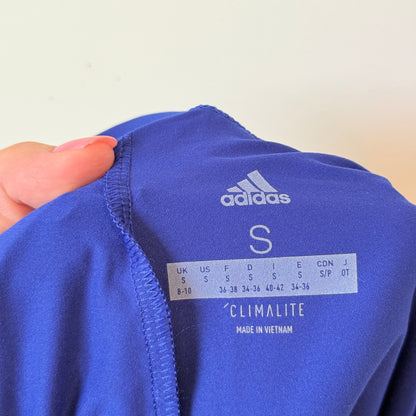 adidas
S
UK US F D I E CDN J
S S S S S S S/P OT
8-10 36-38 34-36 40-42 34-36
CLIMALITE
MADE IN VIETNAM